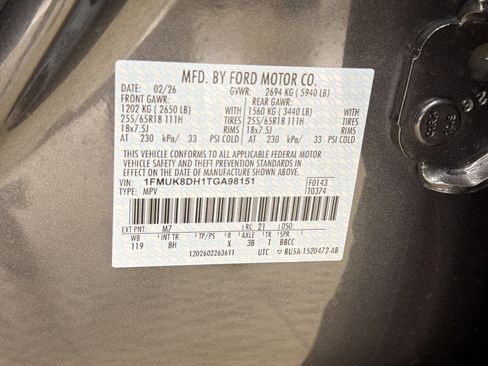 MFD. BY FORD MOTOR CO.
DATE: 02/26 GVWR: 2694 KG ( 5940 LB)
FRONT GAWR: REAR GAWR:
1202 KG ( 2650 LB) WITH 1560 KG ( 3440 LB) WITH
255/65R18 111H TIRES 255/65R18 111H TIRES
18x7.5J RIMS 18x7.5J RIMS
AT 230 kPa/ 33 PSI COLD AT 230 kPa/ 33 PSI COLD
THIS VEHICLE CONFORMS TO ALL APPLICABLE FEDERAL MOTOR
VEHICLE SAFETY AND THEFT PREVENTION STANDARDS IN
EFFECT ON THE DATE OF MANUFACTURE SHOWN ABOVE.
VIN: 1FMUK8DH1TGA98151 F0143
TYPE: MPV T0374
EXT PNT: M7 RC: 21 DSO:
WB INT TR TP/PS R AXLE TR SPR
119 8H X 3B T BBCC
1202602263611 UTC ▽ RU5A-1520472-AB